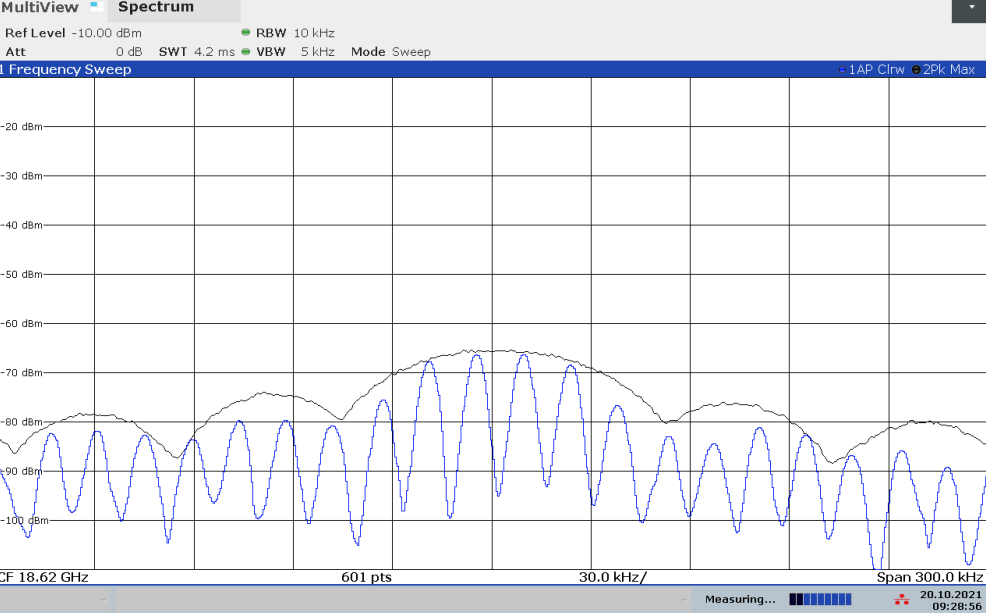 MultiView Spectrum
Ref Level -10.00 dBm RBW 10 kHz
Att 0 dB SWT 4.2 ms VBW 5 kHz Mode Sweep
1 Frequency Sweep 1AP Clrw 2Pk Max
-20 dBm
-30 dBm
-40 dBm
-50 dBm
-60 dBm
-70 dBm
-80 dBm
-90 dBm
-100 dBm
CF 18.62 GHz 601 pts 30.0 kHz/ Span 300.0 kHz
Measuring... 20.10.2021
09:28:56